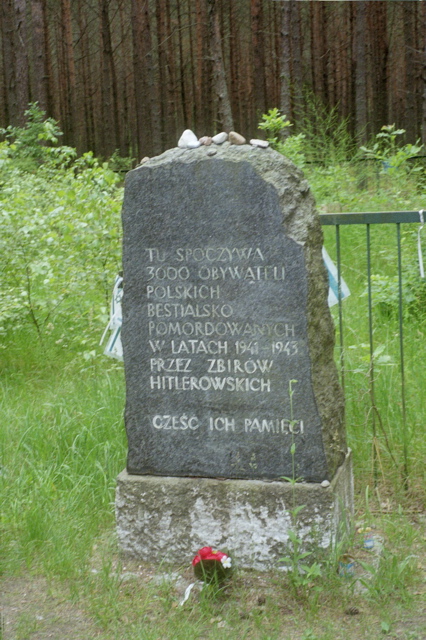 TU SPOCZYWA
3000 OBYWATELI
POLSKICH
BESTIALSKO
POMORDOWANYCH
W LATACH 1941-1943
PRZEZ ZBIRÓW
HITLEROWSKICH
CZEŚĆ ICH PAMIĘCI